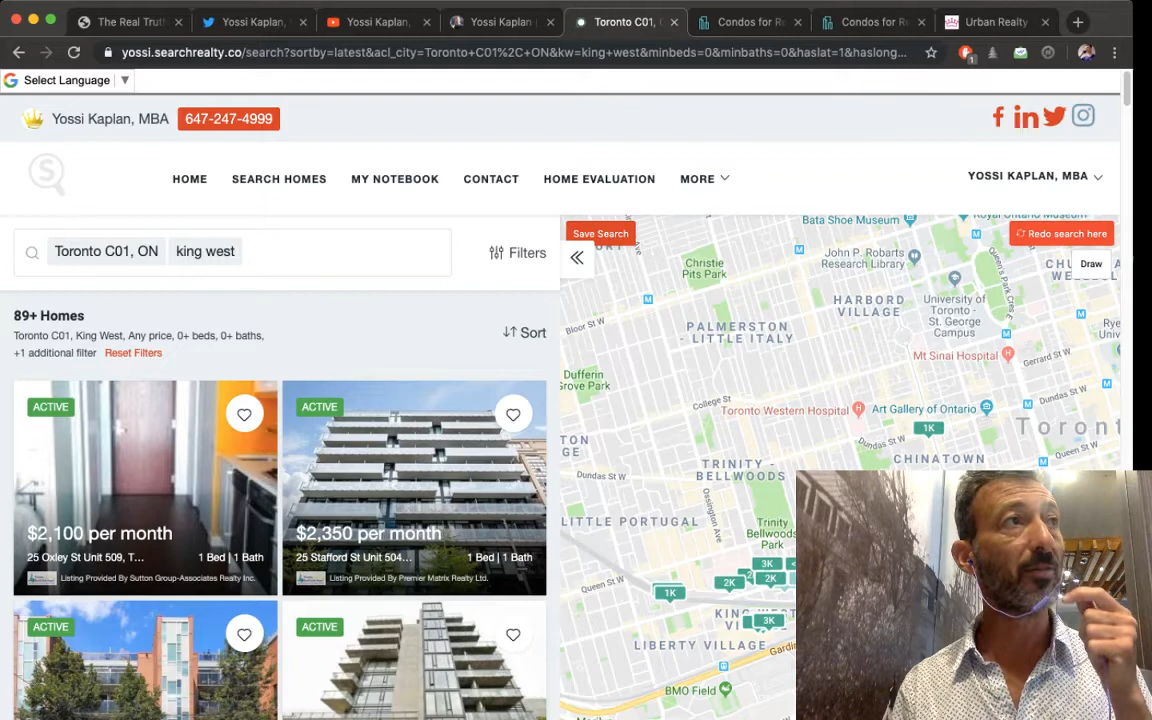 The Real Truth
Yossi Kaplan,
Yossi Kaplan,
Yossi Kaplan
Toronto C01,
Condos for Re
Condos for Re
Urban Realty
yossi.searchrealty.co/search?sortby=latest&acl_city=Toronto+C01%2C+ON&kw=king+west&minbeds=0&minbaths=0&haslat=1&haslong...
1
Select Language
Yossi Kaplan, MBA 647-247-4999
HOME SEARCH HOMES MY NOTEBOOK CONTACT HOME EVALUATION MORE YOSSI KAPLAN, MBA
Toronto C01, ON king west Filters
89+ Homes
Toronto C01, King West, Any price, 0+ beds, 0+ baths,
+1 additional filter Reset Filters
Sort
ACTIVE
$2,100 per month
25 Oxley St Unit 509, T... 1 Bed | 1 Bath
Listing Provided By Sutton Group-Associates Realty Inc.
ACTIVE
$2,350 per month
25 Stafford St Unit 504... 1 Bed | 1 Bath
Listing Provided By Premier Matrix Realty Ltd.
ACTIVE
ACTIVE
Save Search
Redo search here
Draw
Bata Shoe Museum
John P. Robarts
Research Library
Christie
Pits Park
HARBORD
VILLAGE
University of
Toronto -
St. George
Campus
Bloor St W
PALMERSTON
- LITTLE ITALY
Mt Sinai Hospital
Gerrard St W
Dufferin
Grove Park
College St
Toronto Western Hospital
Art Gallery of Ontario
Dundas St W
1K
Toront
CHINATOWN
Dundas St W
TRINITY -
BELLWOODS
Ossington Ave
LITTLE PORTUGAL
Trinity
Bellwoods
Park
Queen St W
3K
2K
2
2K
1K
3K
LIBERTY VILLAGE
BMO Field